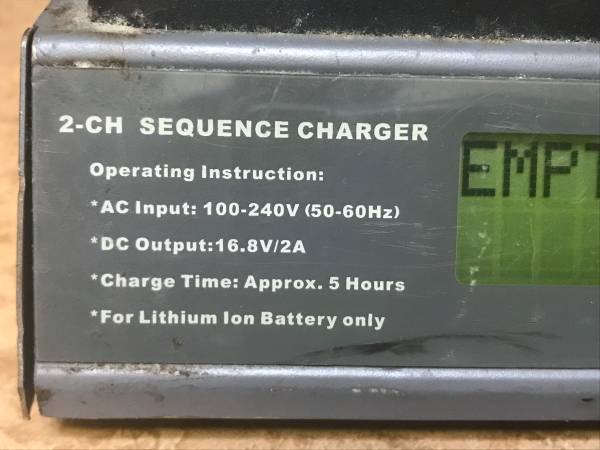 2-CH SEQUENCE CHARGER
Operating Instruction:
*AC Input: 100-240V (50-60Hz)
*DC Output:16.8V/2A
*Charge Time: Approx. 5 Hours
*For Lithium Ion Battery only
EMPT